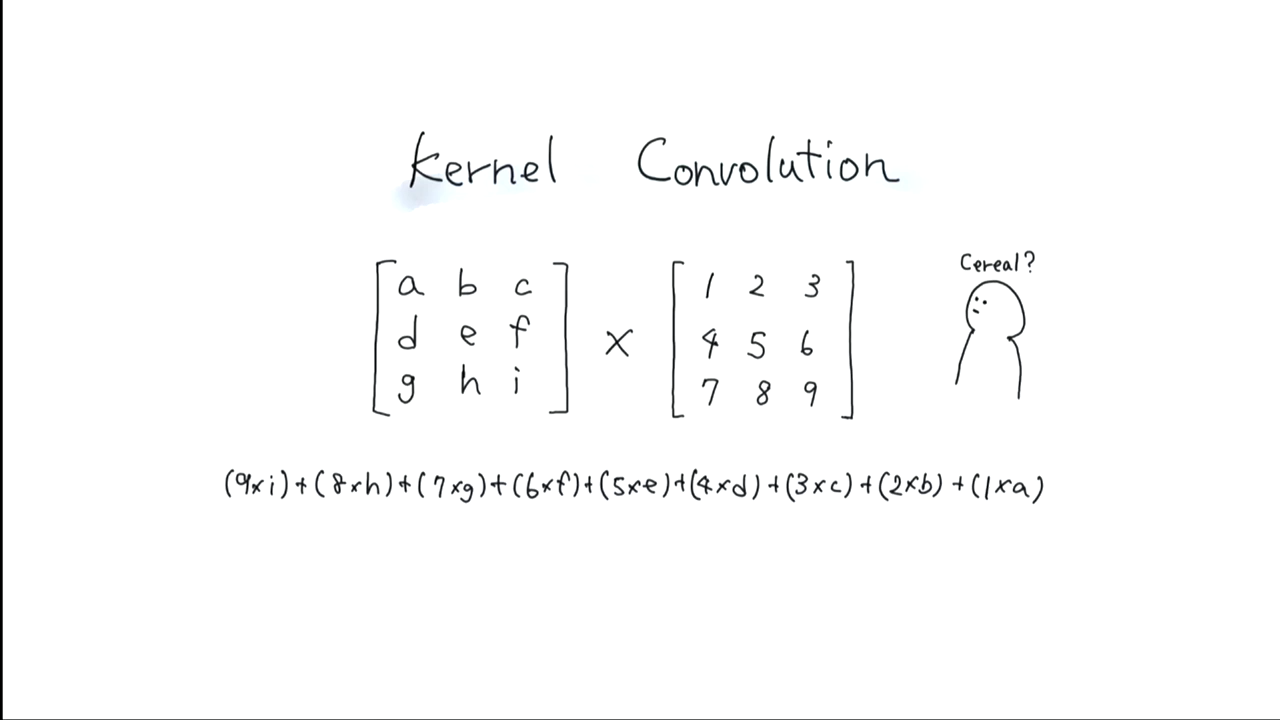 Kernel Convolution
Cereal?
a b c
d e f
g h i
×
1 2 3
4 5 6
7 8 9
(9×i)+(8×h)+(7×g)+(6×f)+(5×e)+(4×d)+(3×c)+(2×b)+(1×a)